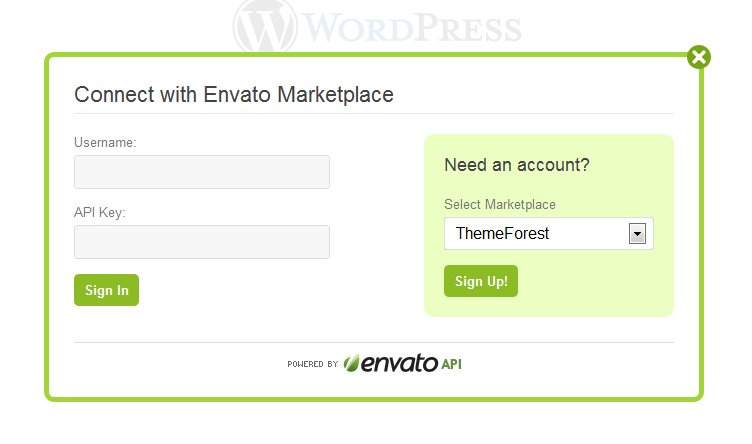 WORDPRESS
Connect with Envato Marketplace
Username:
API Key:
Sign In
Need an account?
Select Marketplace
ThemeForest
Sign Up!
POWERED BY envato API